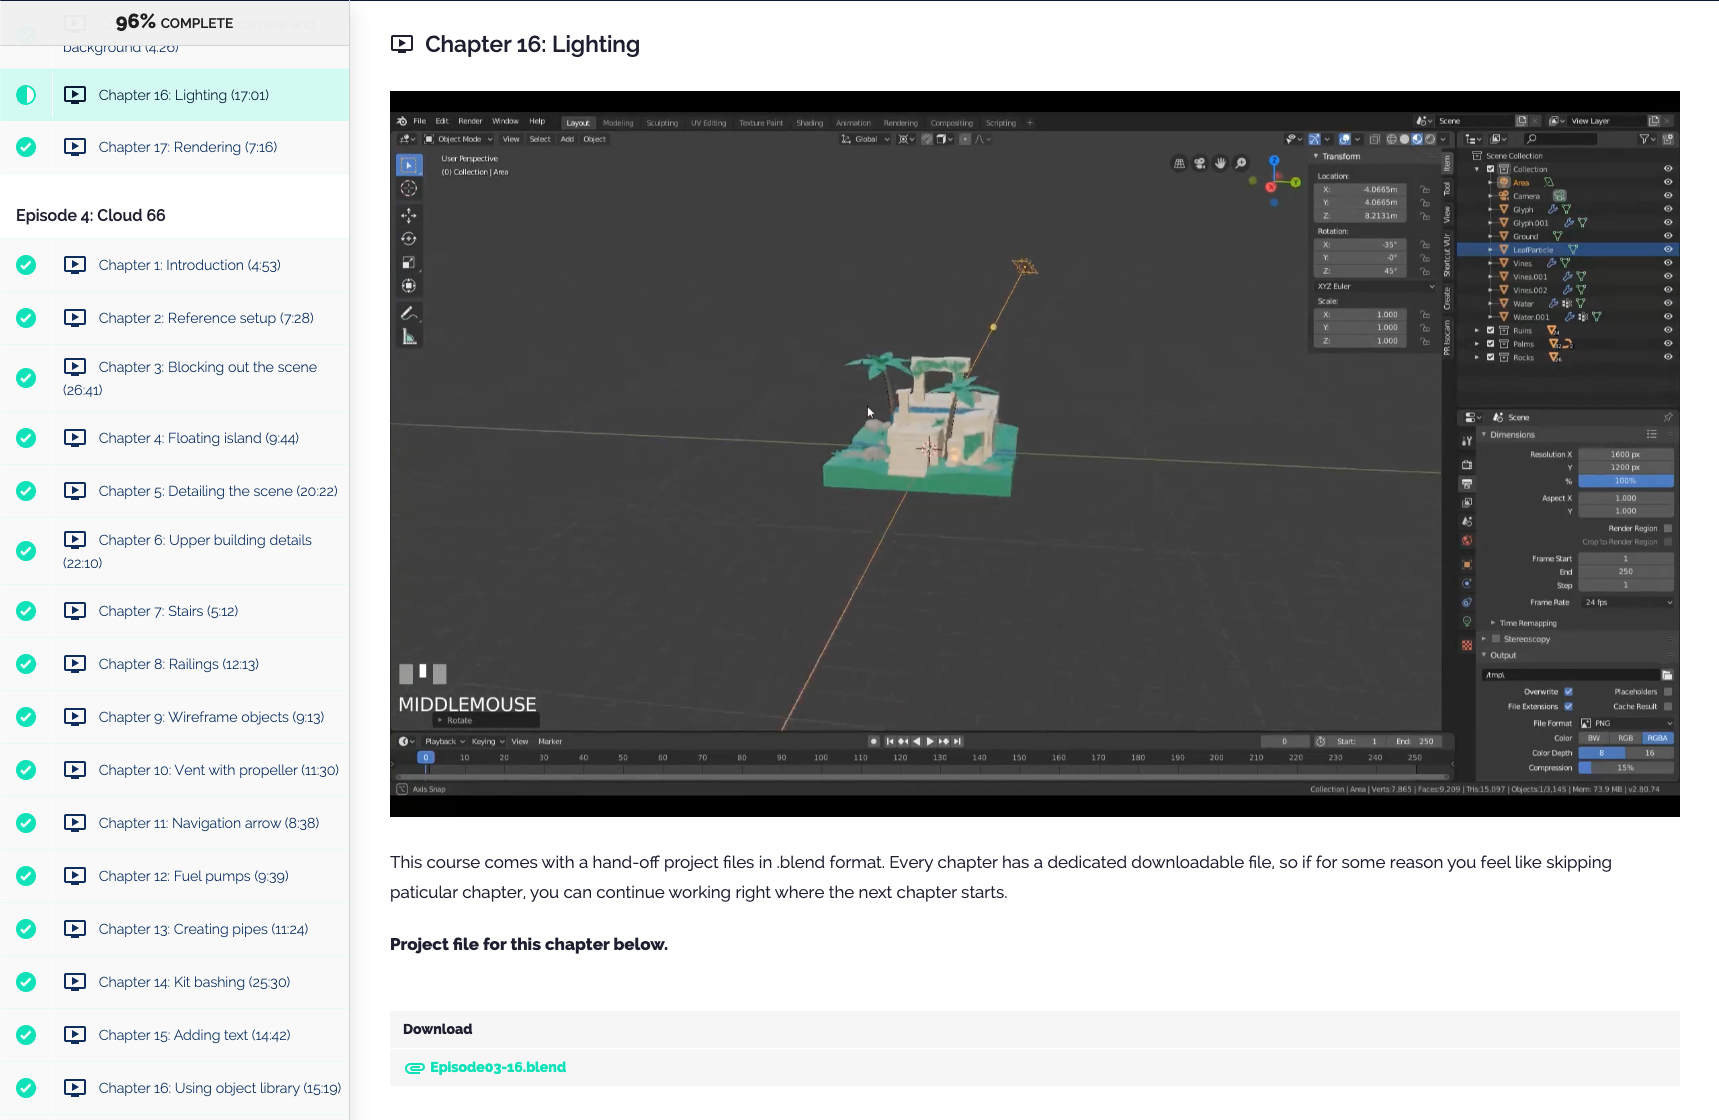 96% COMPLETE
background (4:26)
Chapter 16: Lighting (17:01)
Chapter 17: Rendering (7:16)
Episode 4: Cloud 66
Chapter 1: Introduction (4:53)
Chapter 2: Reference setup (7:28)
Chapter 3: Blocking out the scene
(26:41)
Chapter 4: Floating island (9:44)
Chapter 5: Detailing the scene (20:22)
Chapter 6: Upper building details
(22:10)
Chapter 7: Stairs (5:12)
Chapter 8: Railings (12:13)
Chapter 9: Wireframe objects (9:13)
Chapter 10: Vent with propeller (11:30)
Chapter 11: Navigation arrow (8:38)
Chapter 12: Fuel pumps (9:39)
Chapter 13: Creating pipes (11:24)
Chapter 14: Kit bashing (25:30)
Chapter 15: Adding text (14:42)
Chapter 16: Using object library (15:19)
Chapter 16: Lighting
File Edit Render Window Help Layout Modeling Sculpting UV Editing Texture Paint Shading Animation Rendering Compositing Scripting + Scene View Layer
Object Mode View Select Add Object Global
User Perspective
(0) Collection | Area
Transform
Location:
X: -4.0665m
Y: 4.0665m
Z: 8.2131m
Rotation:
X: -35°
Y: -0°
Z: 45°
XYZ Euler
Scale:
X: 1.000
Y: 1.000
Z: 1.000
Item
Tool
View
Shortcut VUr
Create
PR Isocam
Scene Collection
Collection
Area
Camera
Glyph
Glyph.001
Ground
LeafParticle
Vines
Vines.001
Vines.002
Water
Water.001
Ruins
Palms
Rocks
Scene
Dimensions
Resolution X 1600 px
Y 1200 px
% 100%
Aspect X 1.000
Y 1.000
Render Region
Crop to Render Region
Frame Start 1
End 250
Step 1
Frame Rate 24 fps
Time Remapping
Stereoscopy
Output
/tmp\
Overwrite Placeholders
File Extensions Cache Result
File Format PNG
Color BW RGB RGBA
Color Depth 8 16
Compression 15%
MIDDLEMOUSE
Rotate
Playback Keying View Marker 0 Start: 1 End: 250
0 10 20 30 40 50 60 70 80 90 100 110 120 130 140 150 160 170 180 190 200 210 220 230 240 250
Axis Snap
Collection | Area | Verts:7,865 | Faces:9,209 | Tris:15,097 | Objects:1/3,145 | Mem: 73.9 MB | v2.80.74
This course comes with a hand-off project files in .blend format. Every chapter has a dedicated downloadable file, so if for some reason you feel like skipping
paticular chapter, you can continue working right where the next chapter starts.
Project file for this chapter below.
Download
Episode03-16.blend